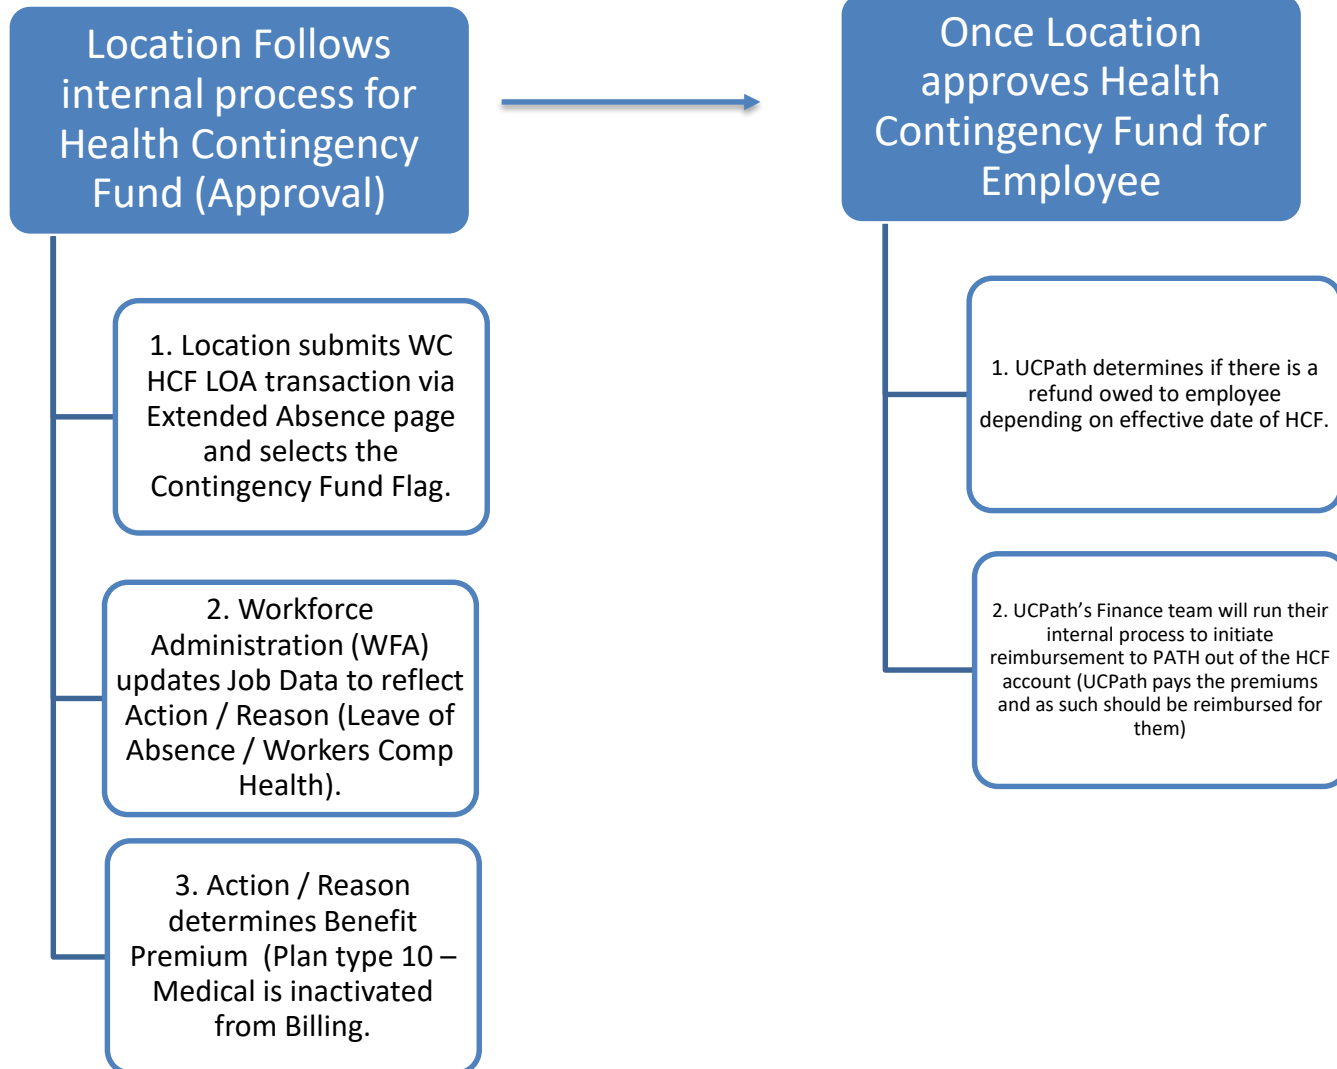 Location Follows
internal process for
Health Contingency
Fund (Approval)
1. Location submits WC
HCF LOA transaction via
Extended Absence page
and selects the
Contingency Fund Flag.
2. Workforce
Administration (WFA)
updates Job Data to reflect
Action / Reason (Leave of
Absence / Workers Comp
Health).
3. Action / Reason
determines Benefit
Premium  (Plan type 10 –
Medical is inactivated
from Billing.
Once Location
approves Health
Contingency Fund for
Employee
1. UCPath determines if there is a
refund owed to employee
depending on effective date of HCF.
2. UCPath’s Finance team will run their
internal process to initiate
reimbursement to PATH out of the HCF
account (UCPath pays the premiums
and as such should be reimbursed for
them)